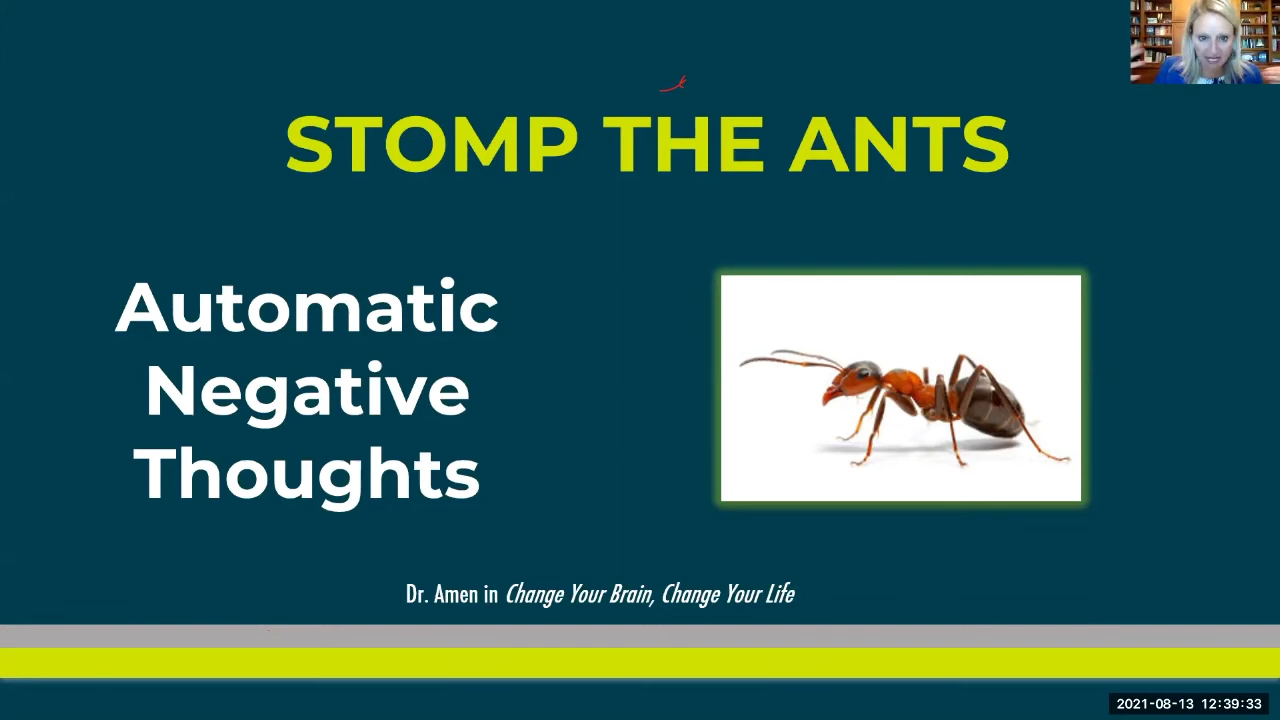 STOMP THE ANTS
Automatic
Negative
Thoughts
Dr. Amen in Change Your Brain, Change Your Life
2021-08-13 12:39:33